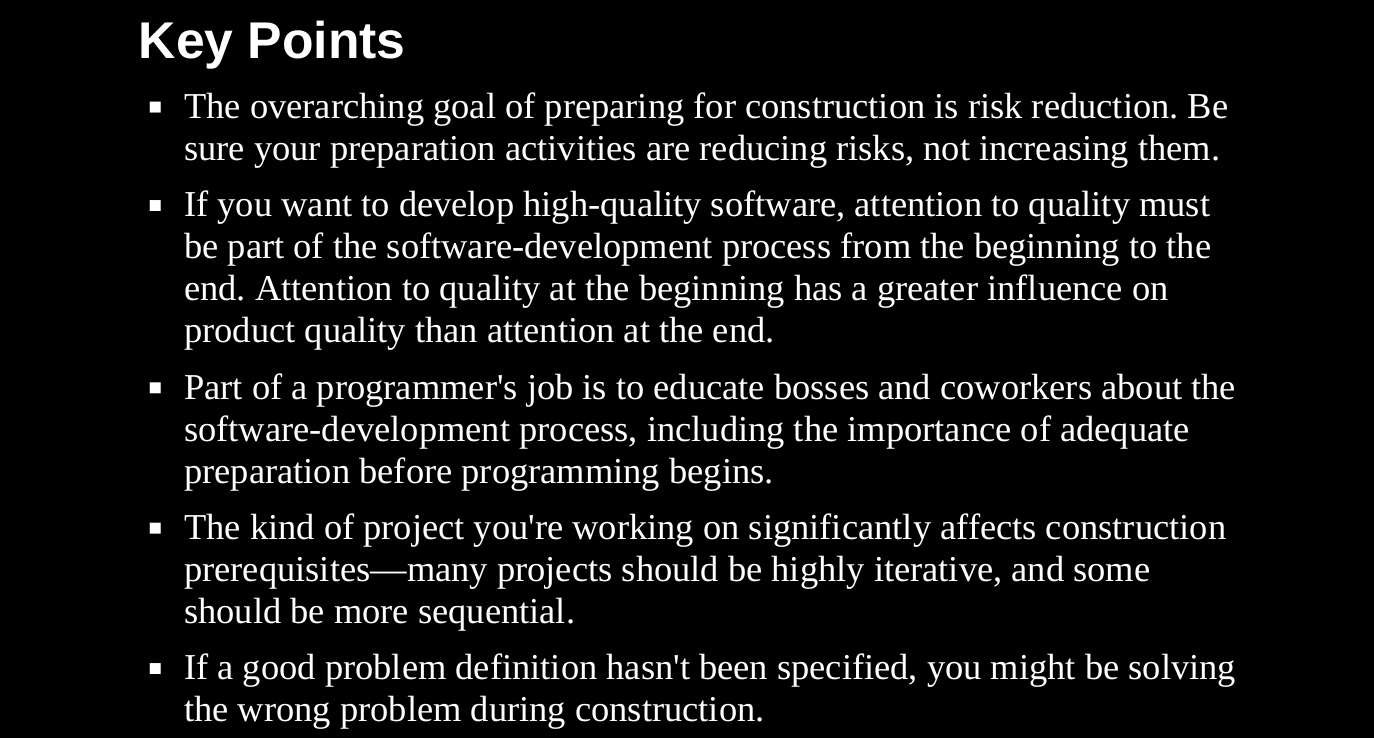 Key Points
▪ The overarching goal of preparing for construction is risk reduction. Be
sure your preparation activities are reducing risks, not increasing them.
▪ If you want to develop high-quality software, attention to quality must
be part of the software-development process from the beginning to the
end. Attention to quality at the beginning has a greater influence on
product quality than attention at the end.
▪ Part of a programmer's job is to educate bosses and coworkers about the
software-development process, including the importance of adequate
preparation before programming begins.
▪ The kind of project you're working on significantly affects construction
prerequisites—many projects should be highly iterative, and some
should be more sequential.
▪ If a good problem definition hasn't been specified, you might be solving
the wrong problem during construction.